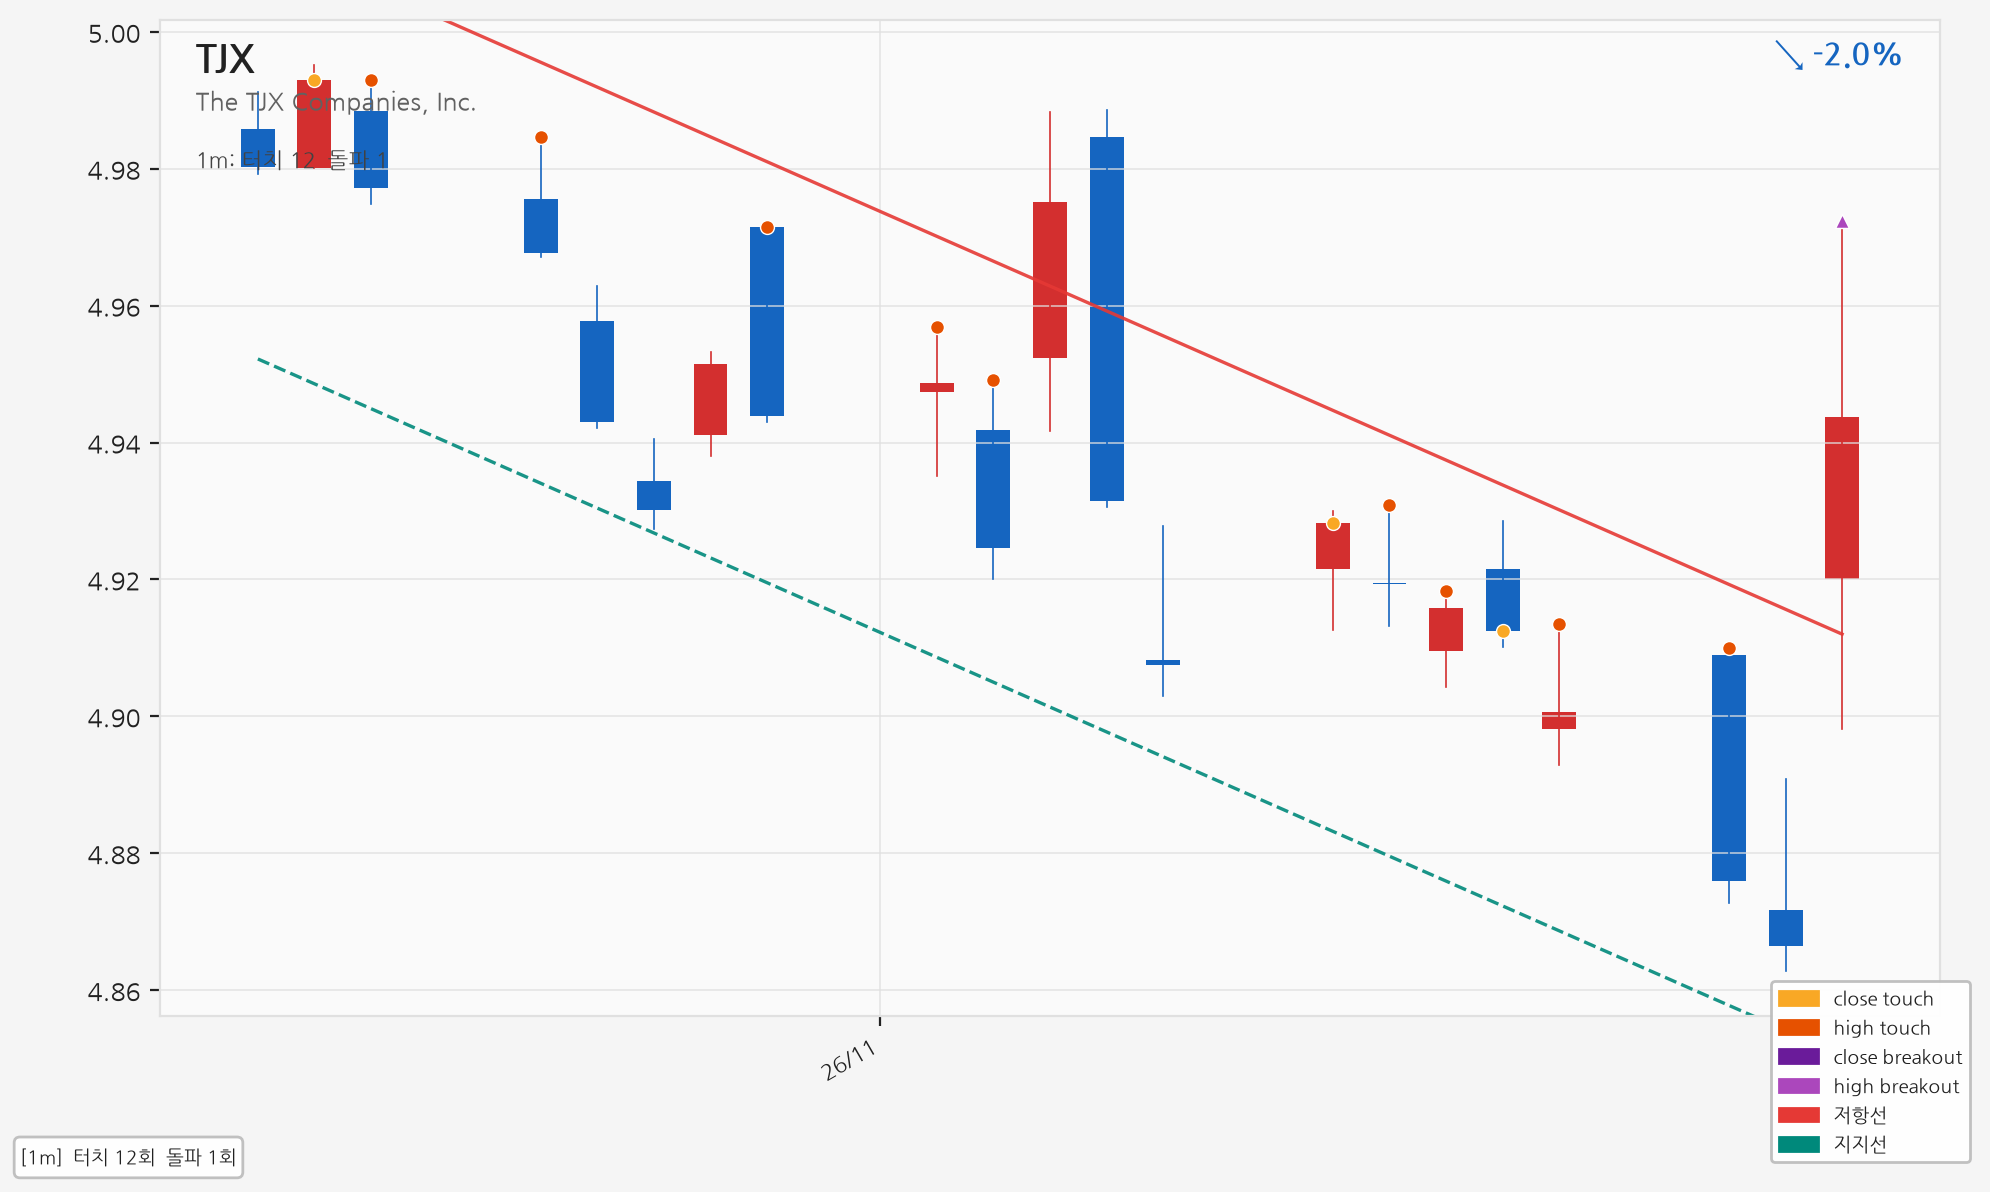 TJX
The TJX Companies, Inc.
1m: 터치 12 돌파 1
-2.0%
5.00
4.98
4.96
4.94
4.92
4.90
4.88
4.86
26/11
close touch
high touch
close breakout
high breakout
저항선
지지선
[1m] 터치 12회 돌파 1회